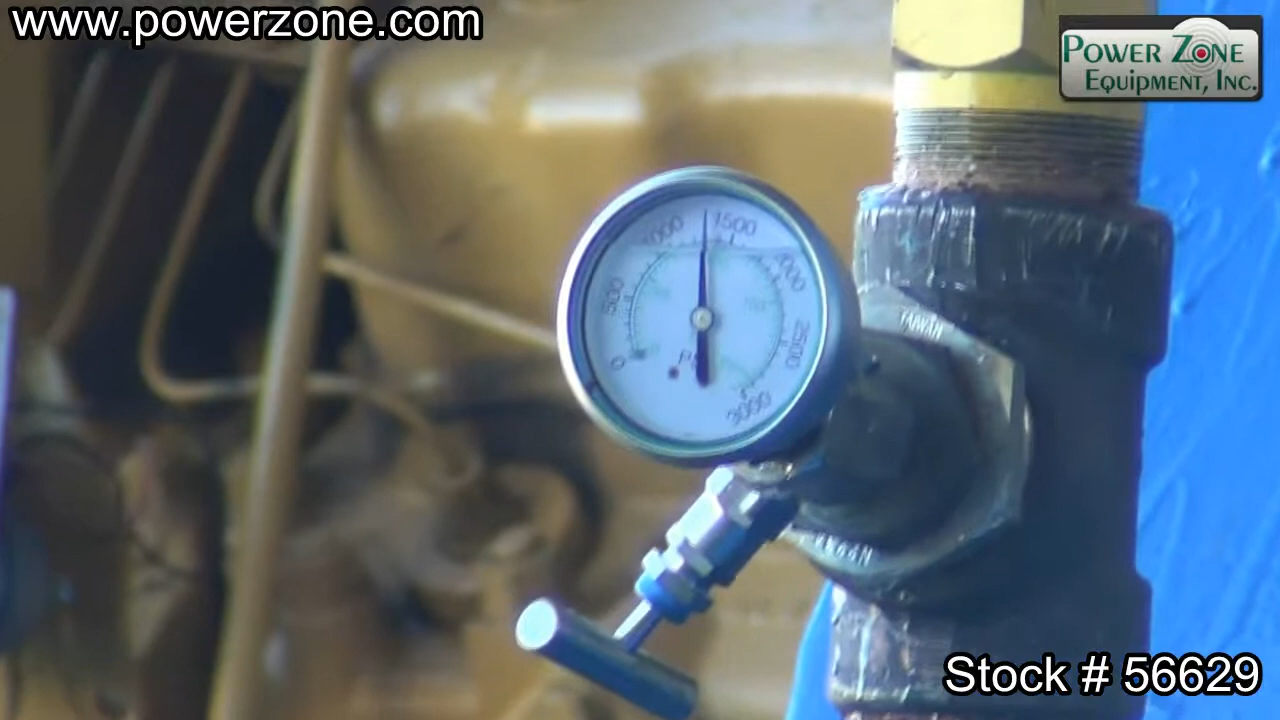 www.powerzone.com
POWER ZONE
EQUIPMENT, INC.
1000
1500
2000
500
2500
0
3000
TAIWAN
Stock # 56629